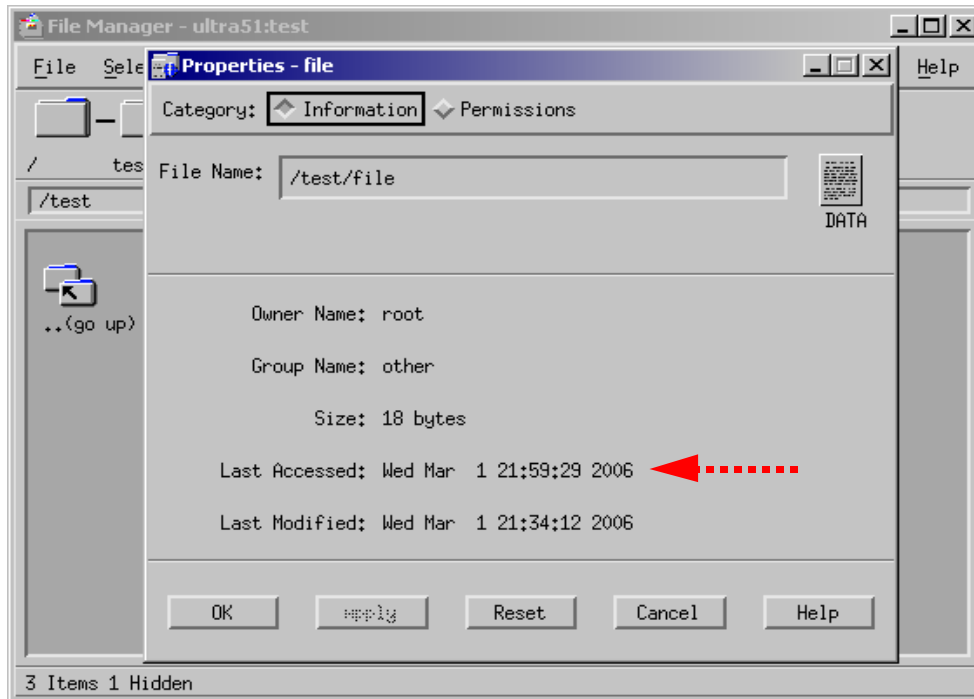 File Manager - ultra51:test
File Sele Help
Properties - file
Category: Information Permissions
/ tes
File Name: /test/file
/test
DATA
..(go up)
Owner Name: root
Group Name: other
Size: 18 bytes
Last Accessed: Wed Mar 1 21:59:29 2006
Last Modified: Wed Mar 1 21:34:12 2006
OK Apply Reset Cancel Help
3 Items 1 Hidden